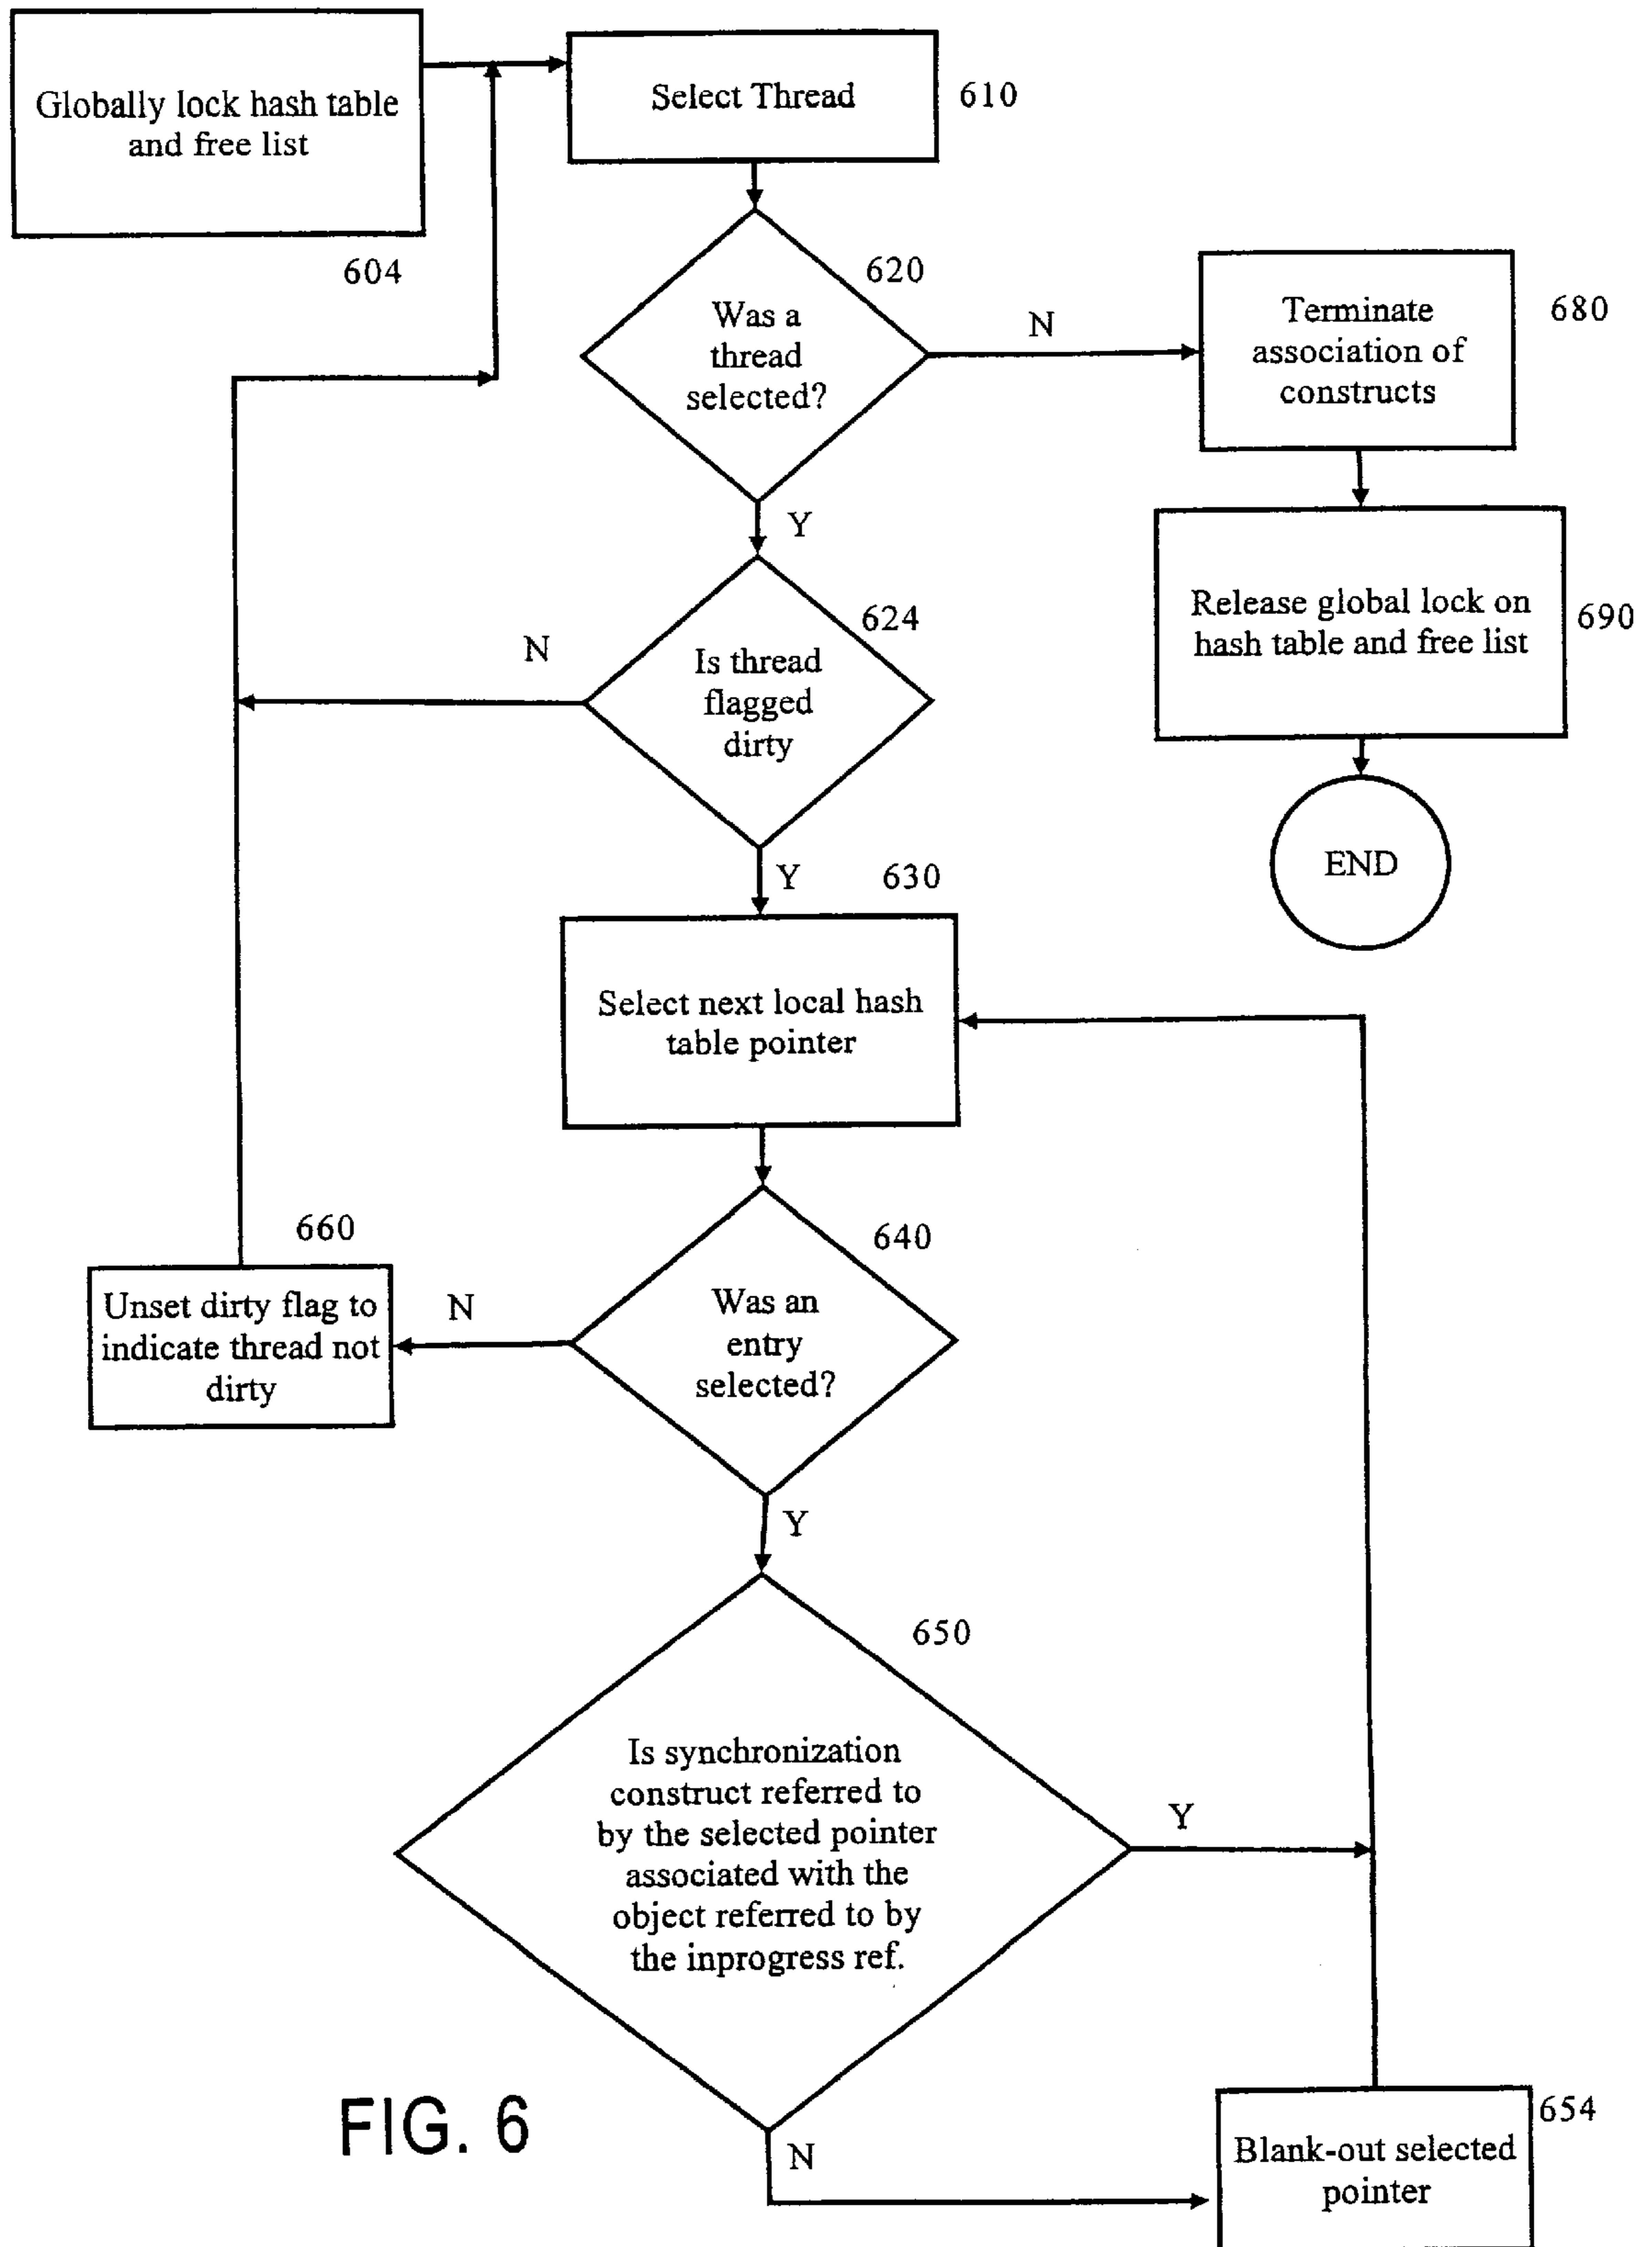 Globally lock hash table
and free list
604
Select Thread
610
Was a
thread
selected?
620
N
Y
Terminate
association of
constructs
680
Release global lock on
hash table and free list
690
END
Is thread
flagged
dirty
624
N
Y
Select next local hash
table pointer
630
Was an
entry
selected?
640
N
Y
Unset dirty flag to
indicate thread not
dirty
660
Is synchronization
construct referred to
by the selected pointer
associated with the
object referred to by
the inprogress ref.
650
Y
N
Blank-out selected
pointer
654
FIG. 6